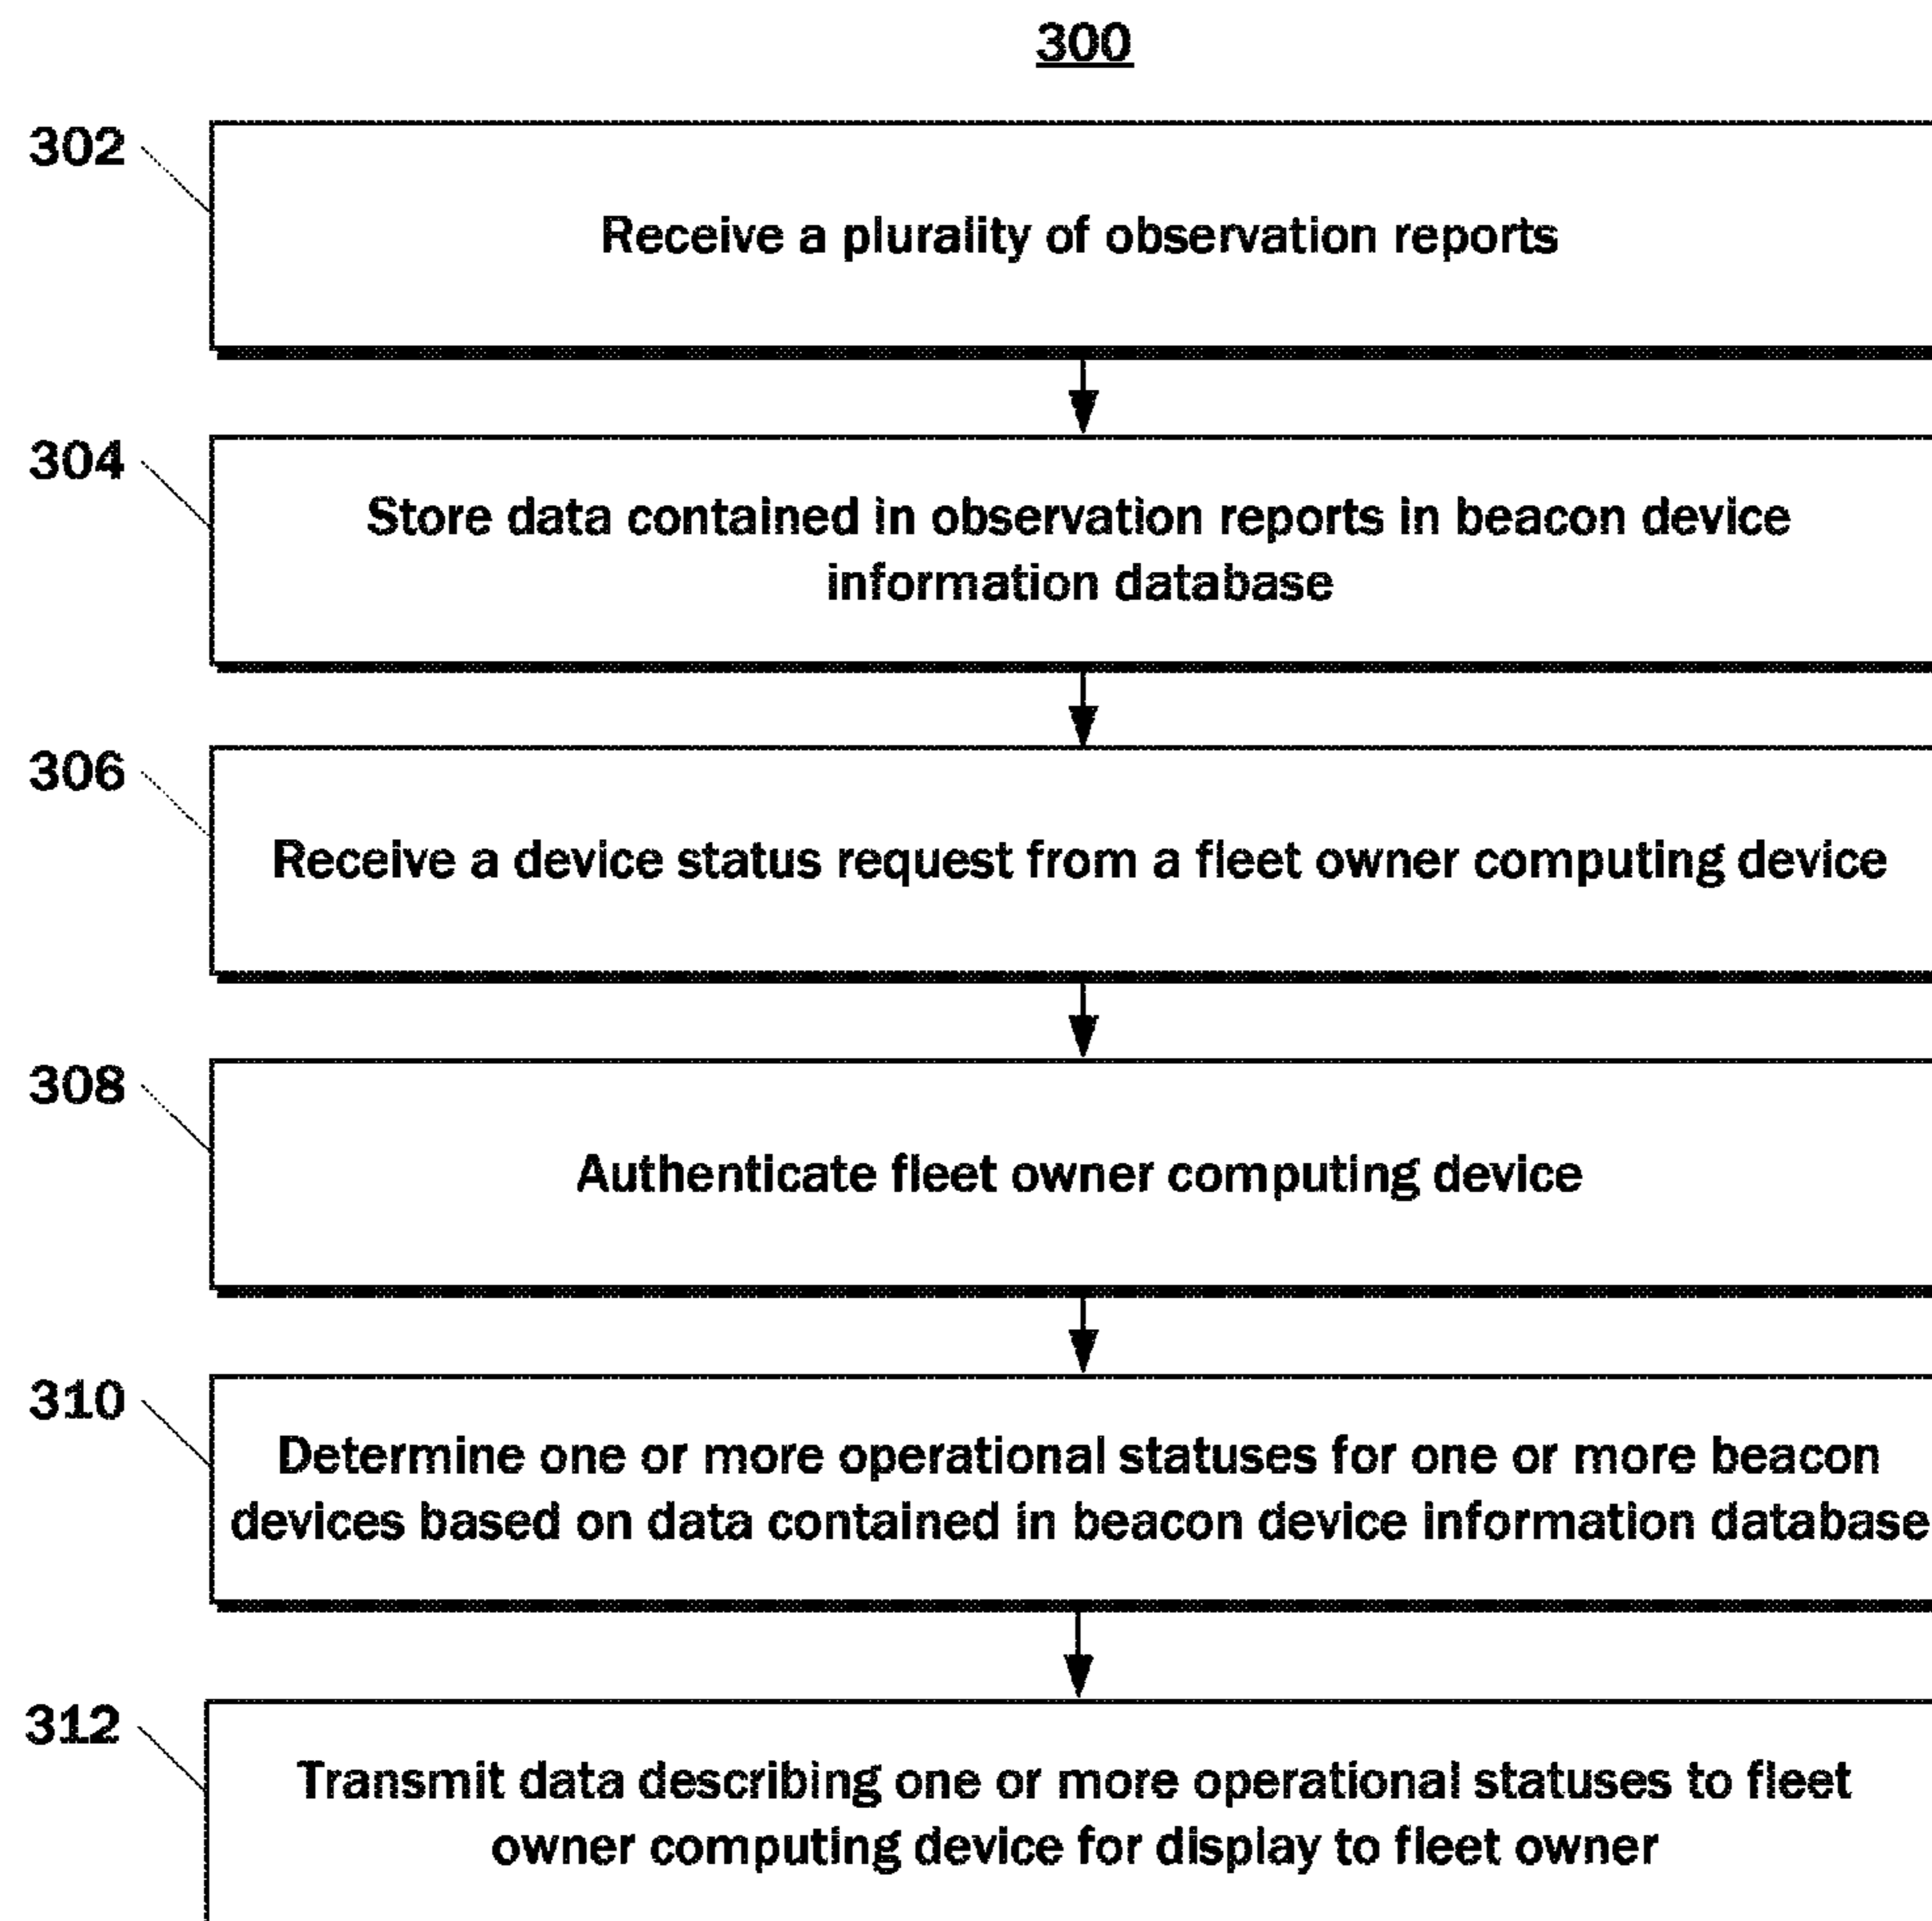 300
302
Receive a plurality of observation reports
304
Store data contained in observation reports in beacon device
information database
306
Receive a device status request from a fleet owner computing device
308
Authenticate fleet owner computing device
310
Determine one or more operational statuses for one or more beacon
devices based on data contained in beacon device information database
312
Transmit data describing one or more operational statuses to fleet
owner computing device for display to fleet owner